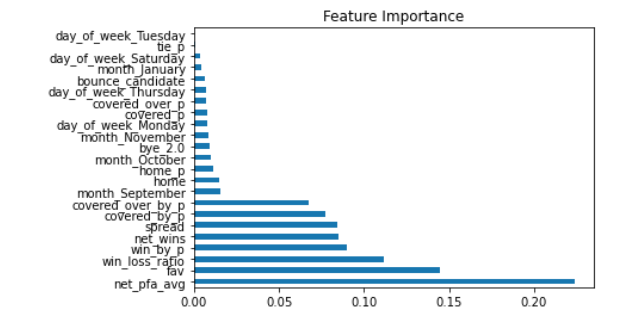 Feature Importance
day_of_week_Tuesday
tie_p
day_of_week_Saturday
month_January
bounce_candidate
day_of_week_Thursday
covered_over_p
covered_p
day_of_week_Monday
month_November
bye_2.0
month_October
home_p
home
month_September
covered_over_by_p
covered_by_p
spread
net_wins
win_by_p
win_loss_ratio
fav
net_pfa_avg
0.00 0.05 0.10 0.15 0.20